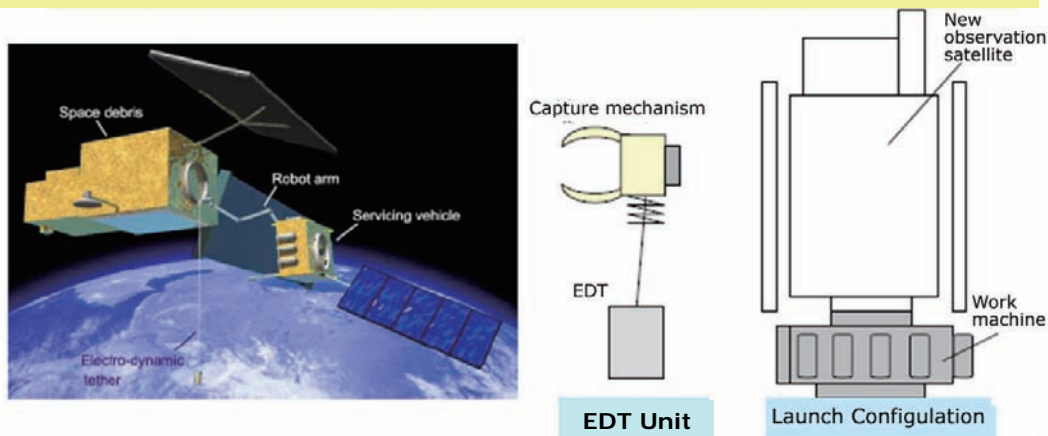 Space debris
Robot arm
Servicing vehicle
Electro-dynamic
tether
Capture mechanism
EDT
EDT Unit
New
observation
satellite
Work
machine
Launch Configulation